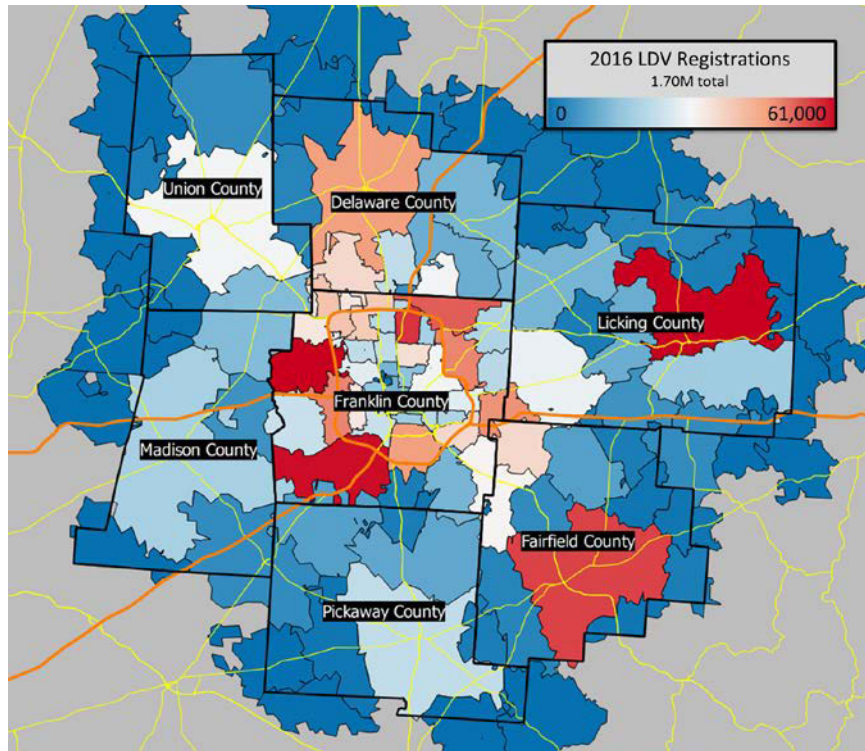 2016 LDV Registrations
1.70M total
0 61,000
Union County
Delaware County
Licking County
Franklin County
Madison County
Fairfield County
Pickaway County